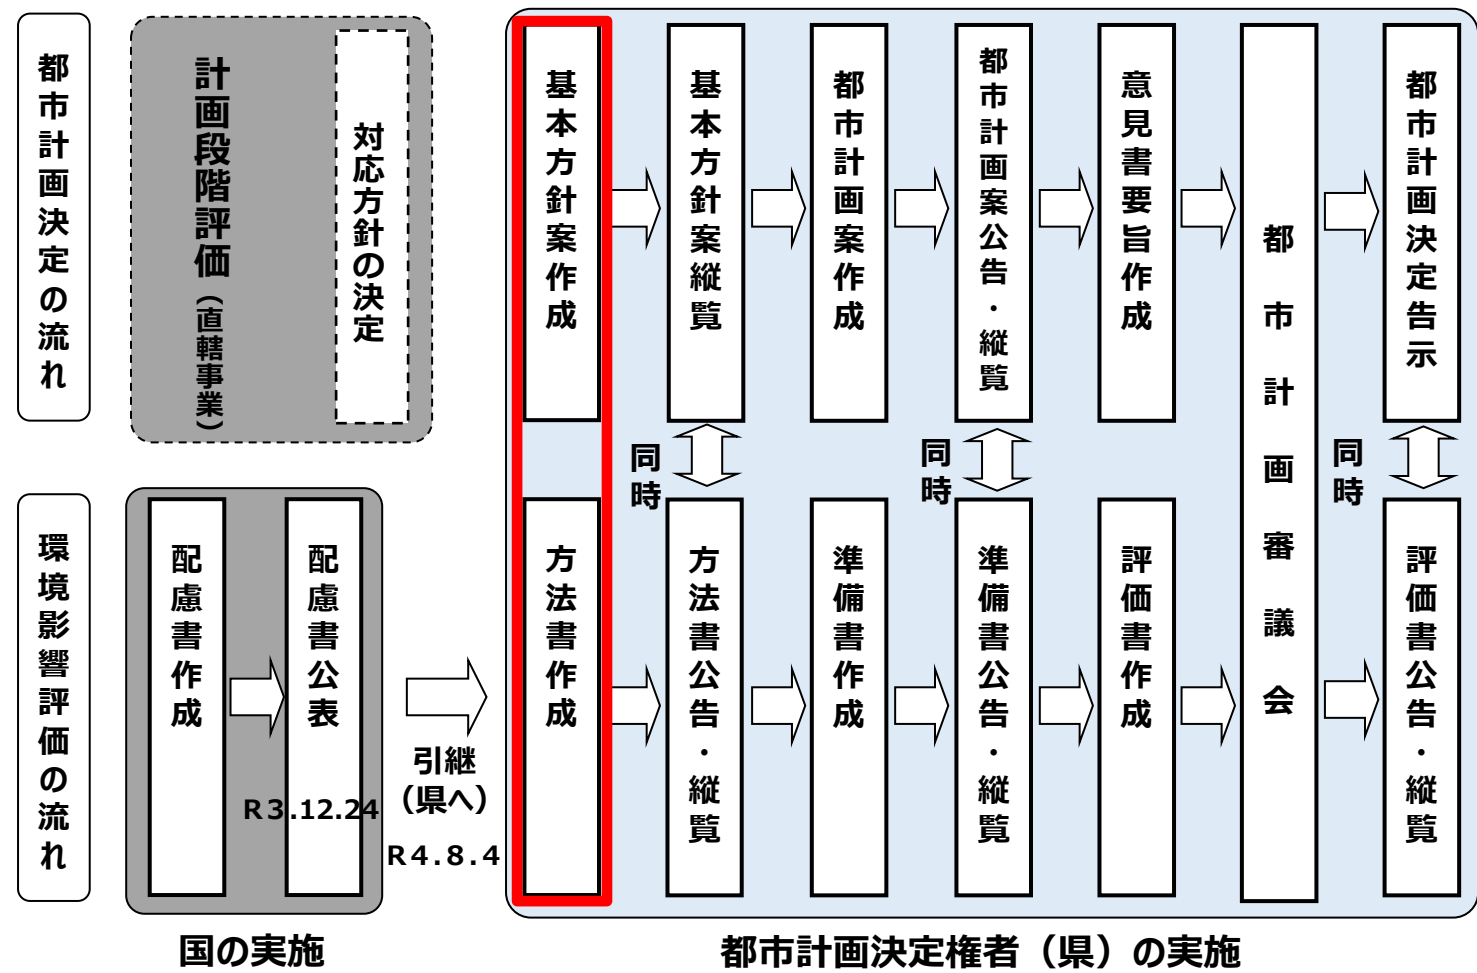 都市計画決定の流れ
計画段階評価（直轄事業）
対応方針の決定
基本方針案作成
基本方針案縦覧
都市計画案作成
都市計画案公告・縦覧
意見書要旨作成
都市計画審議会
都市計画決定告示
同時
同時
同時
環境影響評価の流れ
配慮書作成
配慮書公表
R3.12.24
引継
（県へ）
R4.8.4
方法書作成
方法書公告・縦覧
準備書作成
準備書公告・縦覧
評価書作成
評価書公告・縦覧
国の実施
都市計画決定権者（県）の実施